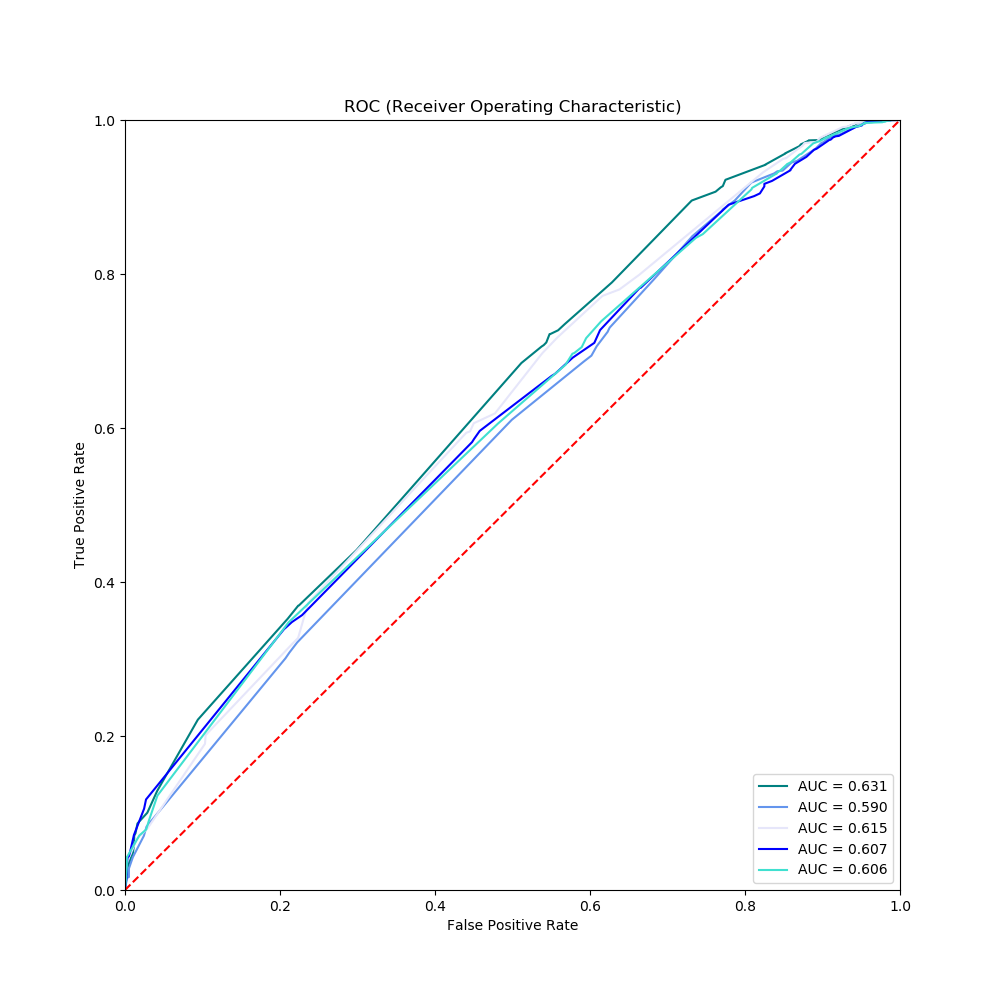 ROC (Receiver Operating Characteristic)
1.0
0.8
0.6
0.4
0.2
0.0
True Positive Rate
AUC = 0.631
AUC = 0.590
AUC = 0.615
AUC = 0.607
AUC = 0.606
0.0 0.2 0.4 0.6 0.8 1.0
False Positive Rate